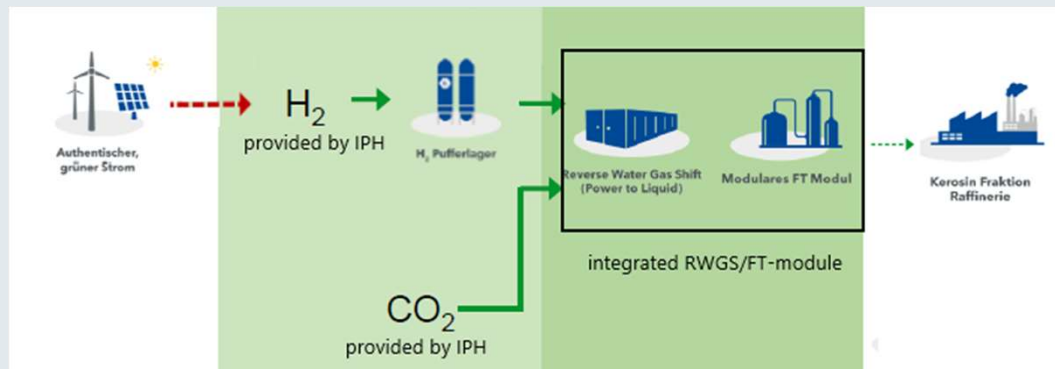 Authentischer,
grüner Strom
H₂
provided by IPH
H₂ Pufferlager
Reverse Water Gas Shift
(Power to Liquid)
Modulares FT Modul
integrated RWGS/FT-module
CO₂
provided by IPH
Kerosin Fraktion
Raffinerie